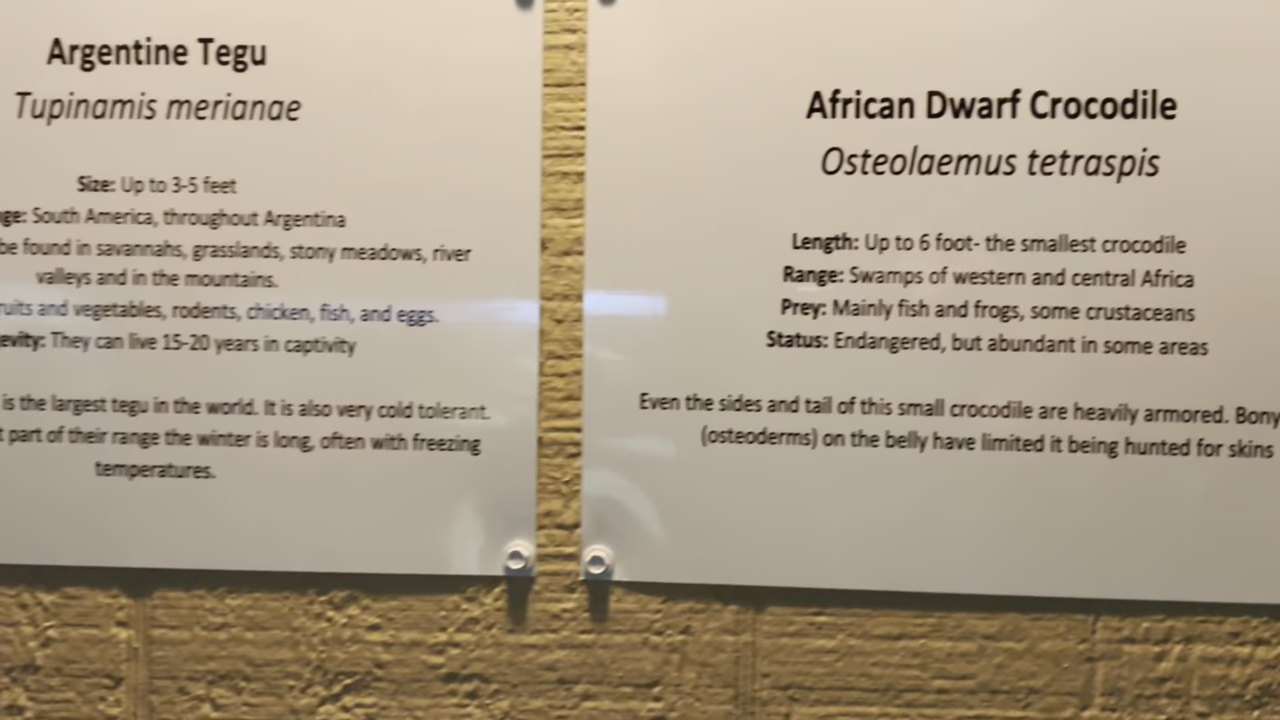 Argentine Tegu
Tupinamis merianae
Size: Up to 3-5 feet
ge: South America, throughout Argentina
be found in savannahs, grasslands, stony meadows, river
valleys and in the mountains.
ruits and vegetables, rodents, chicken, fish, and eggs.
evity: They can live 15-20 years in captivity
is the largest tegu in the world. It is also very cold tolerant.
t part of their range the winter is long, often with freezing
temperatures.
African Dwarf Crocodile
Osteolaemus tetraspis
Length: Up to 6 foot- the smallest crocodile
Range: Swamps of western and central Africa
Prey: Mainly fish and frogs, some crustaceans
Status: Endangered, but abundant in some areas
Even the sides and tail of this small crocodile are heavily armored. Bony
(osteoderms) on the belly have limited it being hunted for skins